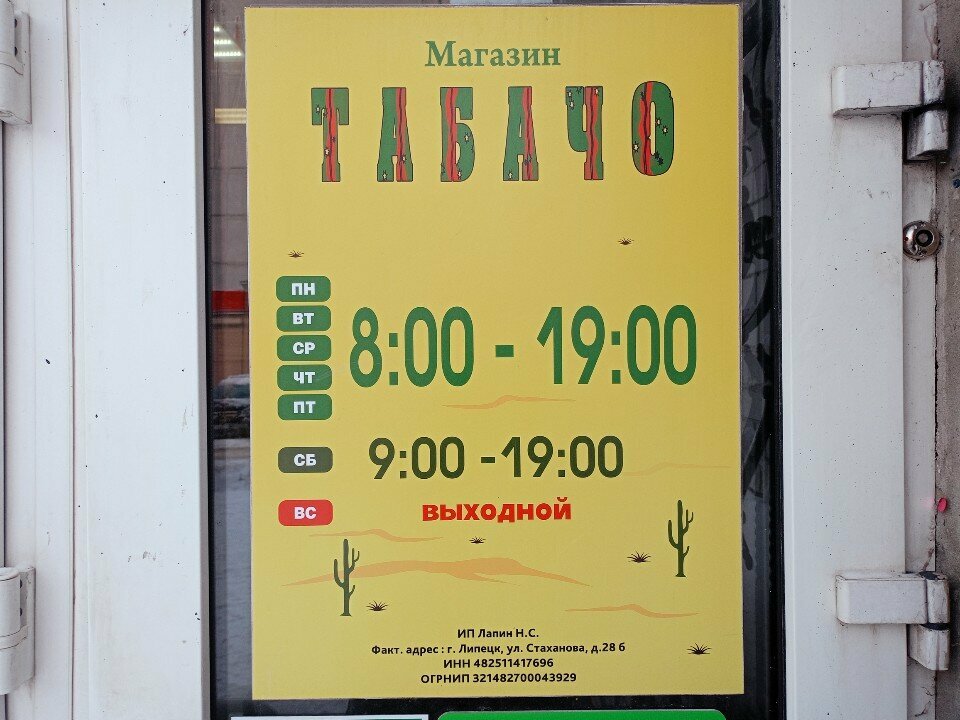 Магазин
ТАБАЧО
ПН
ВТ
СР
ЧТ
ПТ
8:00 - 19:00
СБ
9:00 -19:00
ВС
ВЫХОДНОЙ
ИП Лапин Н.С.
Факт. адрес : г. Липецк, ул. Стаханова, д.28 б
ИНН 482511417696
ОГРНИП 321482700043929